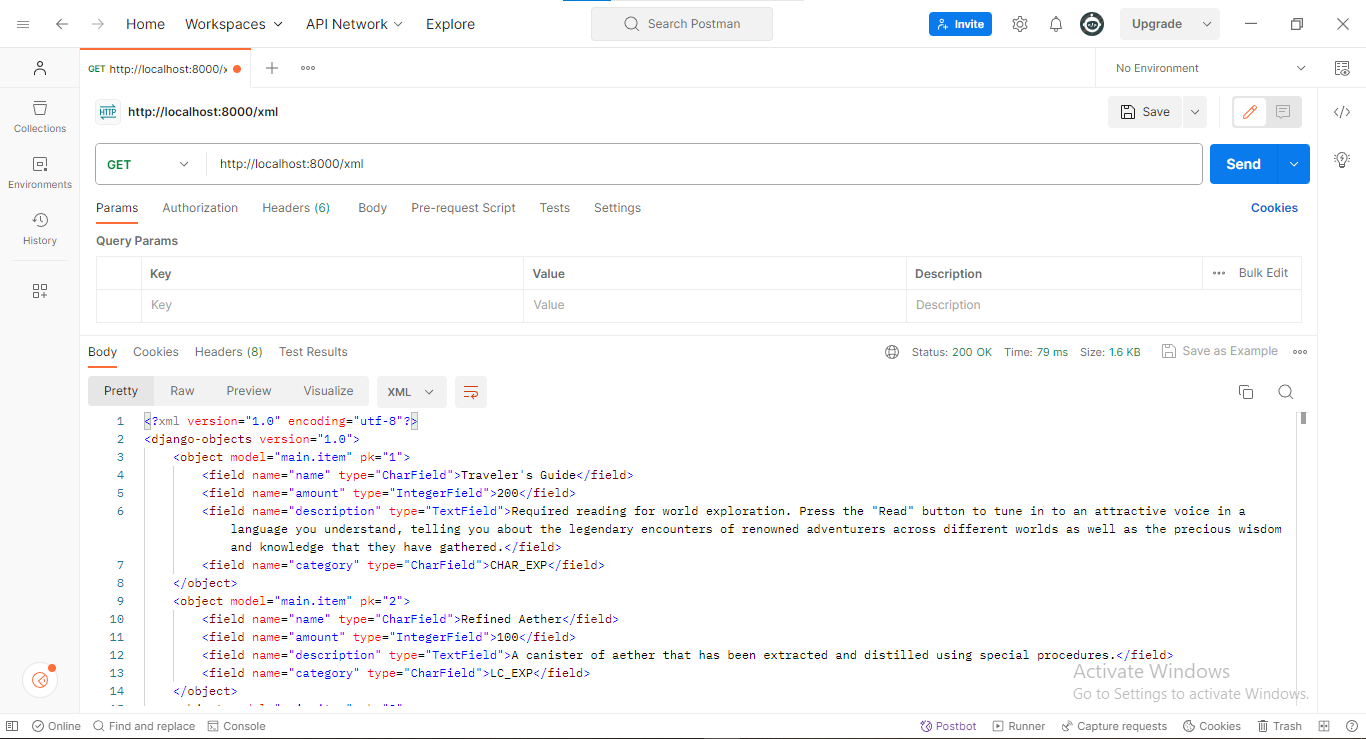 Home Workspaces API Network Explore Search Postman Invite Upgrade
GET http://localhost:8000/ No Environment
HTTP http://localhost:8000/xml Save
Collections
GET http://localhost:8000/xml Send
Environments
Params Authorization Headers (6) Body Pre-request Script Tests Settings Cookies
History
Query Params
Key Value Description Bulk Edit
Key Value Description
Body Cookies Headers (8) Test Results Status: 200 OK Time: 79 ms Size: 1.6 KB Save as Example
Pretty Raw Preview Visualize XML
1 <?xml version="1.0" encoding="utf-8"?>
2 <django-objects version="1.0">
3 <object model="main.item" pk="1">
4 <field name="name" type="CharField">Traveler's Guide</field>
5 <field name="amount" type="IntegerField">200</field>
6 <field name="description" type="TextField">Required reading for world exploration. Press the "Read" button to tune in to an attractive voice in a
language you understand, telling you about the legendary encounters of renowned adventurers across different worlds as well as the precious wisdom
and knowledge that they have gathered.</field>
7 <field name="category" type="CharField">CHAR_EXP</field>
8 </object>
9 <object model="main.item" pk="2">
10 <field name="name" type="CharField">Refined Aether</field>
11 <field name="amount" type="IntegerField">100</field>
12 <field name="description" type="TextField">A canister of aether that has been extracted and distilled using special procedures.</field>
13 <field name="category" type="CharField">LC_EXP</field>
14 </object>
Activate Windows
Go to Settings to activate Windows.
Online Find and replace Console Postbot Runner Capture requests Cookies Trash